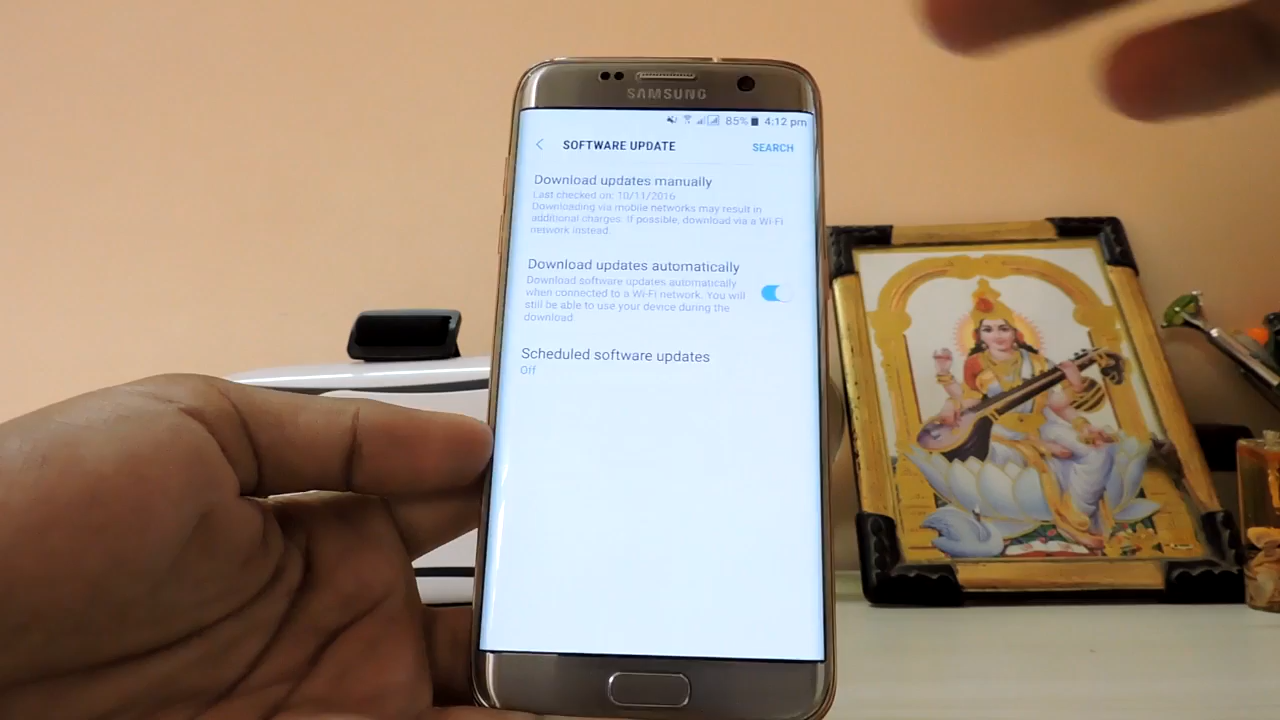 SAMSUNG
85% 4:12 pm
SOFTWARE UPDATE
SEARCH
Download updates manually
Last checked on: 10/11/2016
Downloading via mobile networks may result in
additional charges. If possible, download via a Wi-Fi
network instead.
Download updates automatically
Download software updates automatically
when connected to a Wi-Fi network. You will
still be able to use your device during the
download.
Scheduled software updates
Off